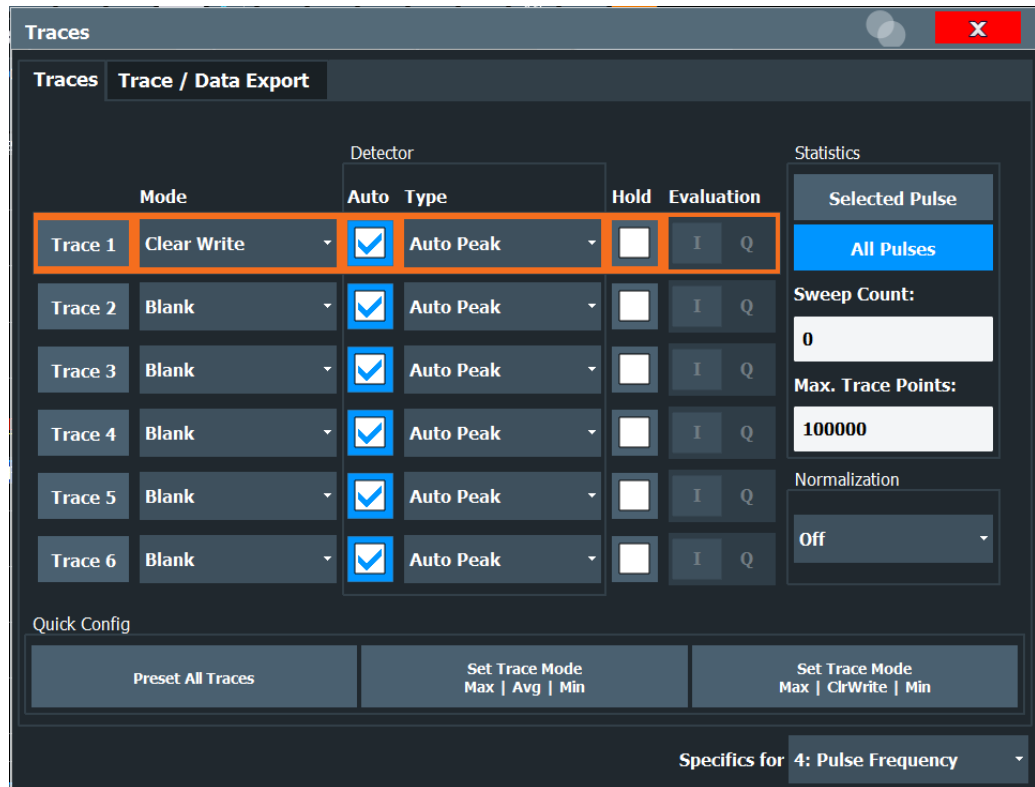 Traces
X
Traces Trace / Data Export
Detector Statistics
Mode Auto Type Hold Evaluation Selected Pulse
Trace 1 Clear Write Auto Peak I Q All Pulses
Trace 2 Blank Auto Peak I Q Sweep Count:
0
Trace 3 Blank Auto Peak I Q Max. Trace Points:
Trace 4 Blank Auto Peak I Q 100000
Normalization
Trace 5 Blank Auto Peak I Q
Off
Trace 6 Blank Auto Peak I Q
Quick Config
Preset All Traces
Set Trace Mode
Max | Avg | Min
Set Trace Mode
Max | ClrWrite | Min
Specifics for 4: Pulse Frequency